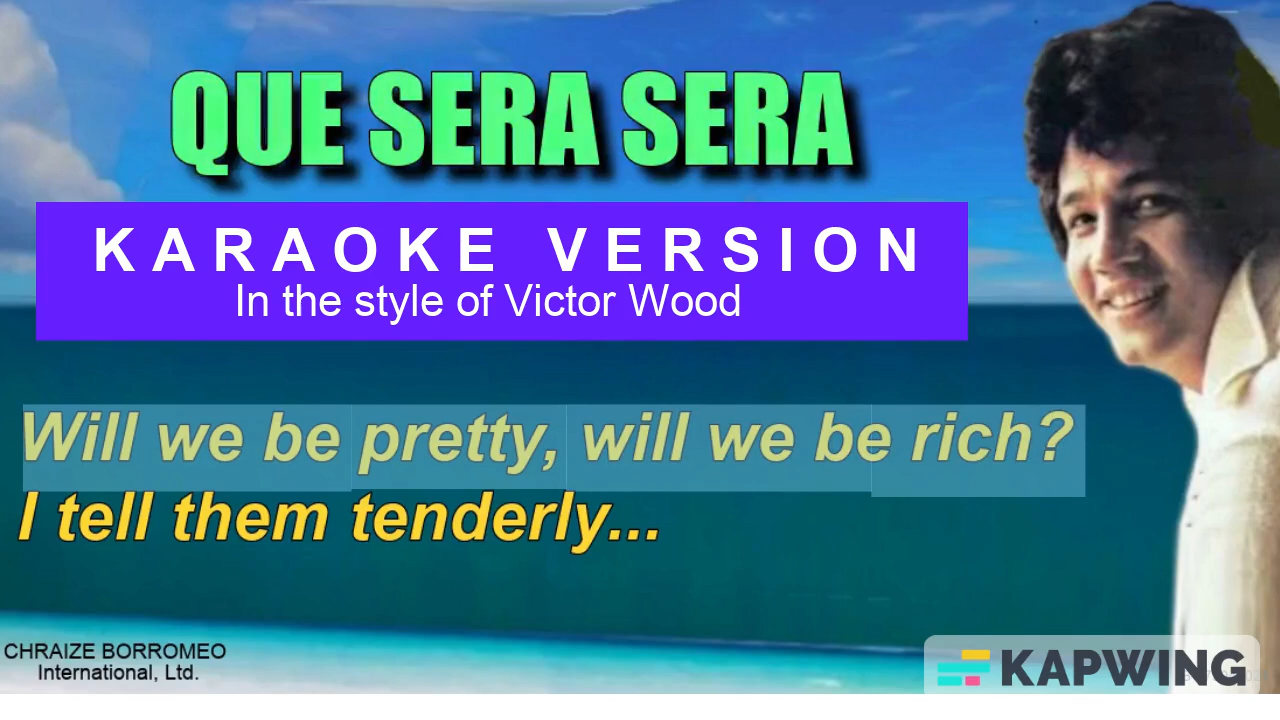 QUE SERA SERA
KARAOKE VERSION
In the style of Victor Wood
Will we be pretty, will we be rich?
I tell them tenderly...
CHRAIZE BORROMEO
International, Ltd.
KAPWING